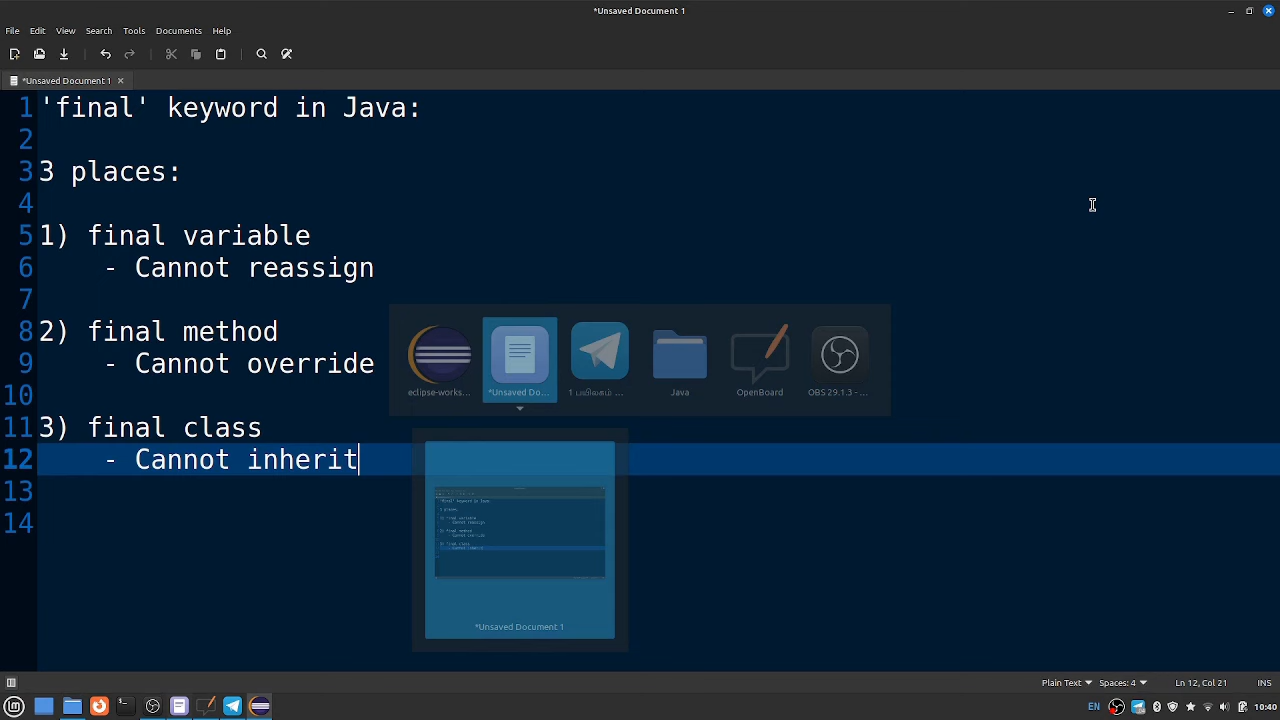 *Unsaved Document 1
File Edit View Search Tools Documents Help
*Unsaved Document 1
1 'final' keyword in Java:
2
3 3 places:
4
5 1) final variable
6 - Cannot reassign
7
8 2) final method
9 - Cannot override
10
11 3) final class
12 - Cannot inherit
13
14
eclipse-works... *Unsaved Do... 1 பயிலகம் ... Java OpenBoard OBS 29.1.3 - ...
*Unsaved Document 1
Plain Text Spaces: 4 Ln 12, Col 21 INS
EN 10:40